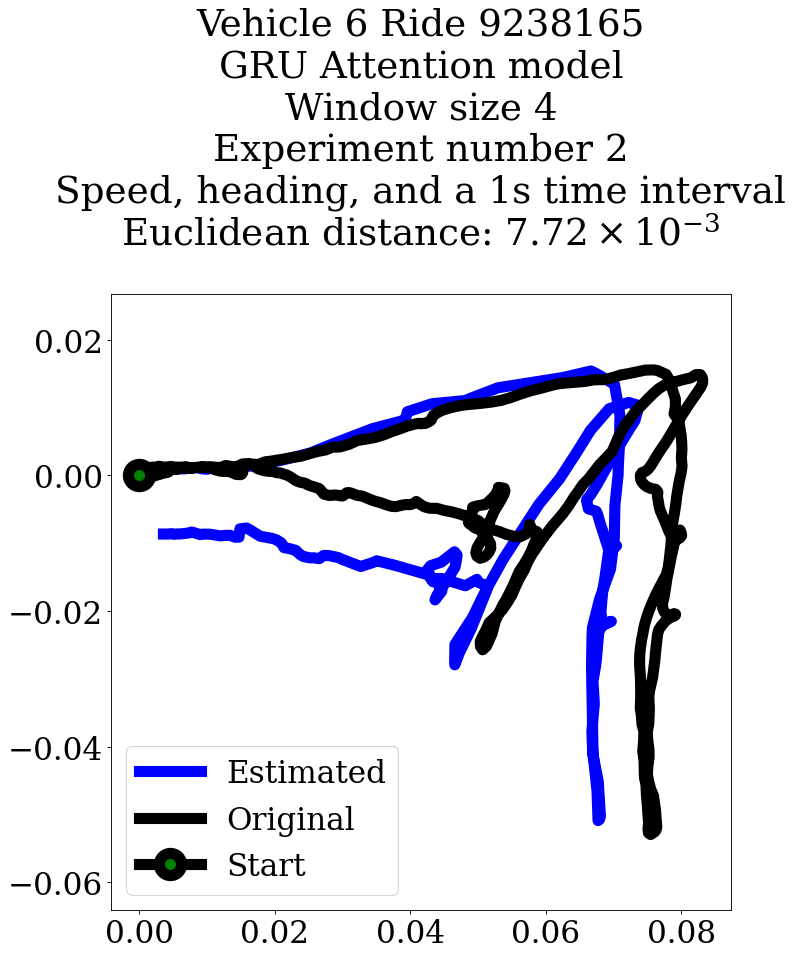 Vehicle 6 Ride 9238165
GRU Attention model
Window size 4
Experiment number 2
Speed, heading, and a 1s time interval
Euclidean distance: 7.72 × 10⁻³
0.02
0.00
−0.02
−0.04
−0.06
Estimated
Original
Start
0.00 0.02 0.04 0.06 0.08